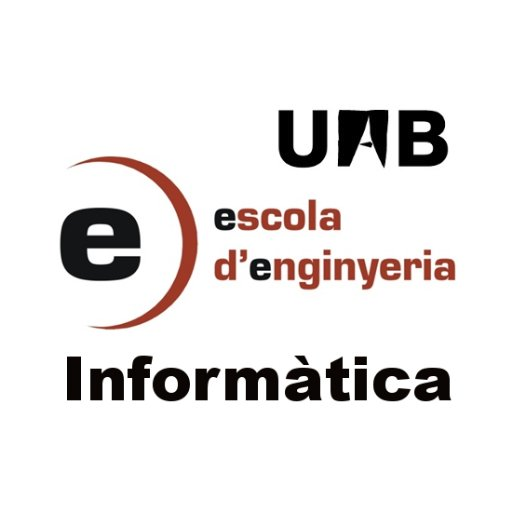 UAB
e
escola
d'enginyeria
Informàtica